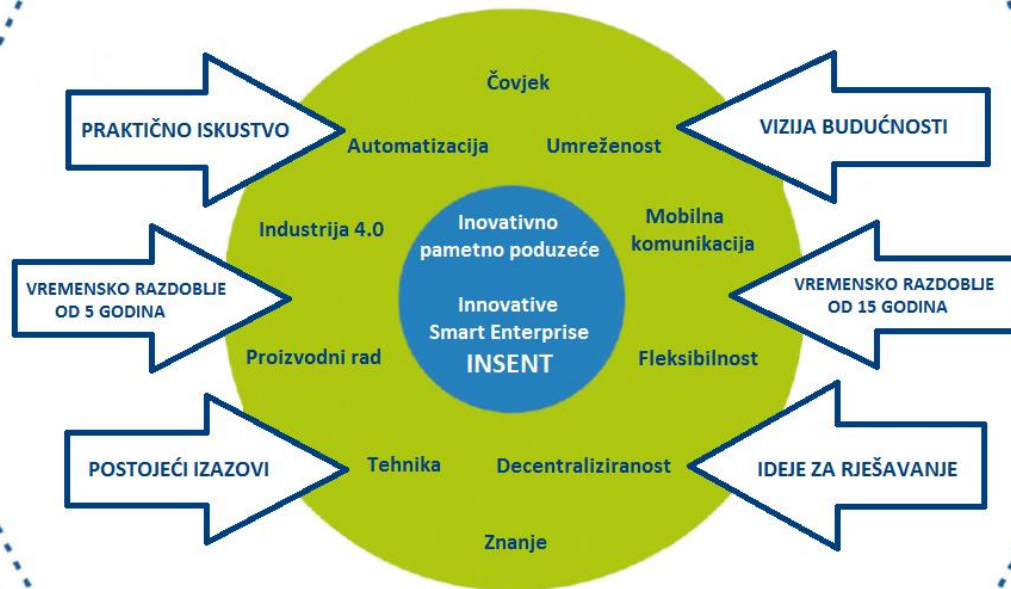 Čovjek
PRAKTIČNO ISKUSTVO
VIZIJA BUDUĆNOSTI
Automatizacija
Umreženost
Industrija 4.0
Inovativno
pametno poduzeće
Mobilna
komunikacija
VREMENSKO RAZDOBLJE
OD 5 GODINA
Innovative
Smart Enterprise
INSENT
VREMENSKO RAZDOBLJE
OD 15 GODINA
Proizvodni rad
Fleksibilnost
POSTOJEĆI IZAZOVI
Tehnika
Decentraliziranost
IDEJE ZA RJEŠAVANJE
Znanje